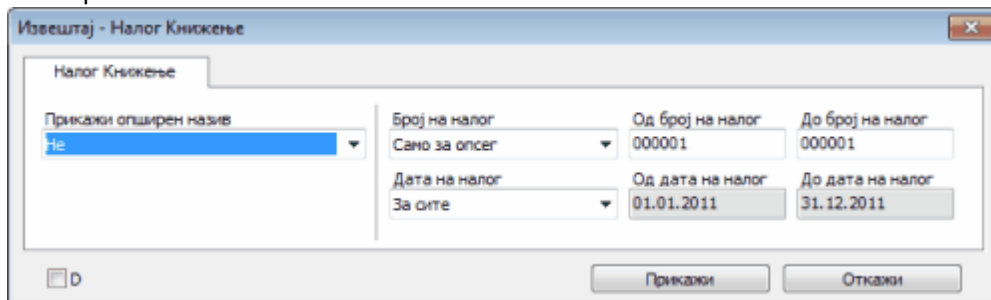 Извештај - Налог Книжење
Налог Книжење
Прикажи опширен назив
Не
Број на налог
Само за опсег
Од број на налог
000001
До број на налог
000001
Дата на налог
За сите
Од дата на налог
01.01.2011
До дата на налог
31.12.2011
D
Прикажи
Откажи